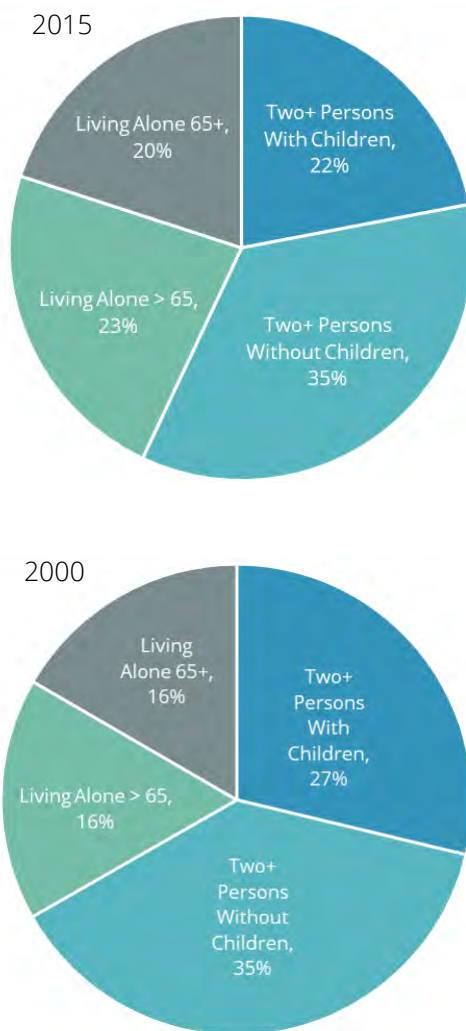 2015
Living Alone 65+,
20%
Two+ Persons
With Children,
22%
Living Alone > 65,
23%
Two+ Persons
Without Children,
35%
2000
Living
Alone 65+,
16%
Two+
Persons
With
Children,
27%
Living Alone > 65,
16%
Two+
Persons
Without
Children,
35%